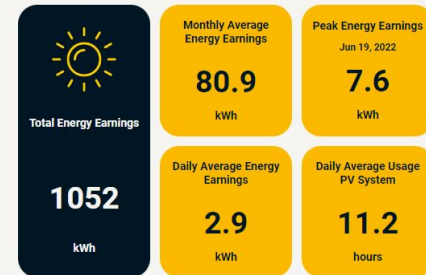 Total Energy Earnings
1052
kWh
Monthly Average
Energy Earnings
80.9
kWh
Peak Energy Earnings
Jun 19, 2022
7.6
kWh
Daily Average Energy
Earnings
2.9
kWh
Daily Average Usage
PV System
11.2
hours